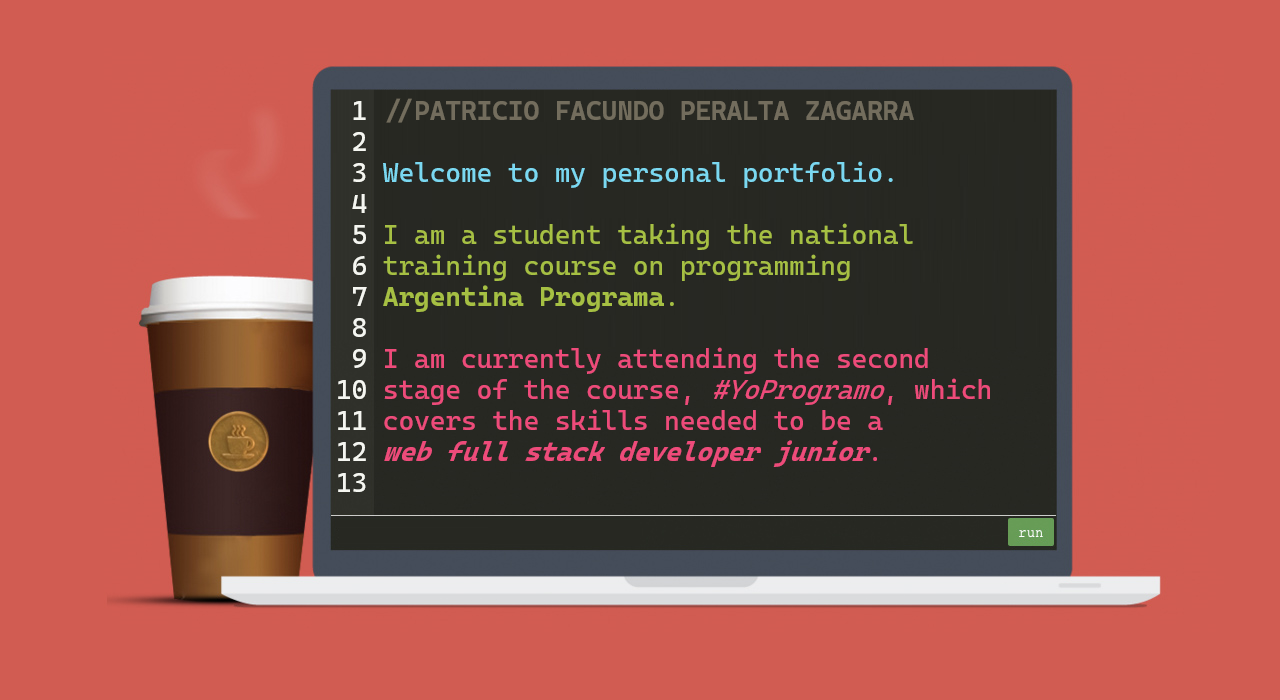 1 //PATRICIO FACUNDO PERALTA ZAGARRA
2
3 Welcome to my personal portfolio.
4
5 I am a student taking the national
6 training course on programming
7 Argentina Programa.
8
9 I am currently attending the second
10 stage of the course, #YoProgramo, which
11 covers the skills needed to be a
12 web full stack developer junior.
13
run